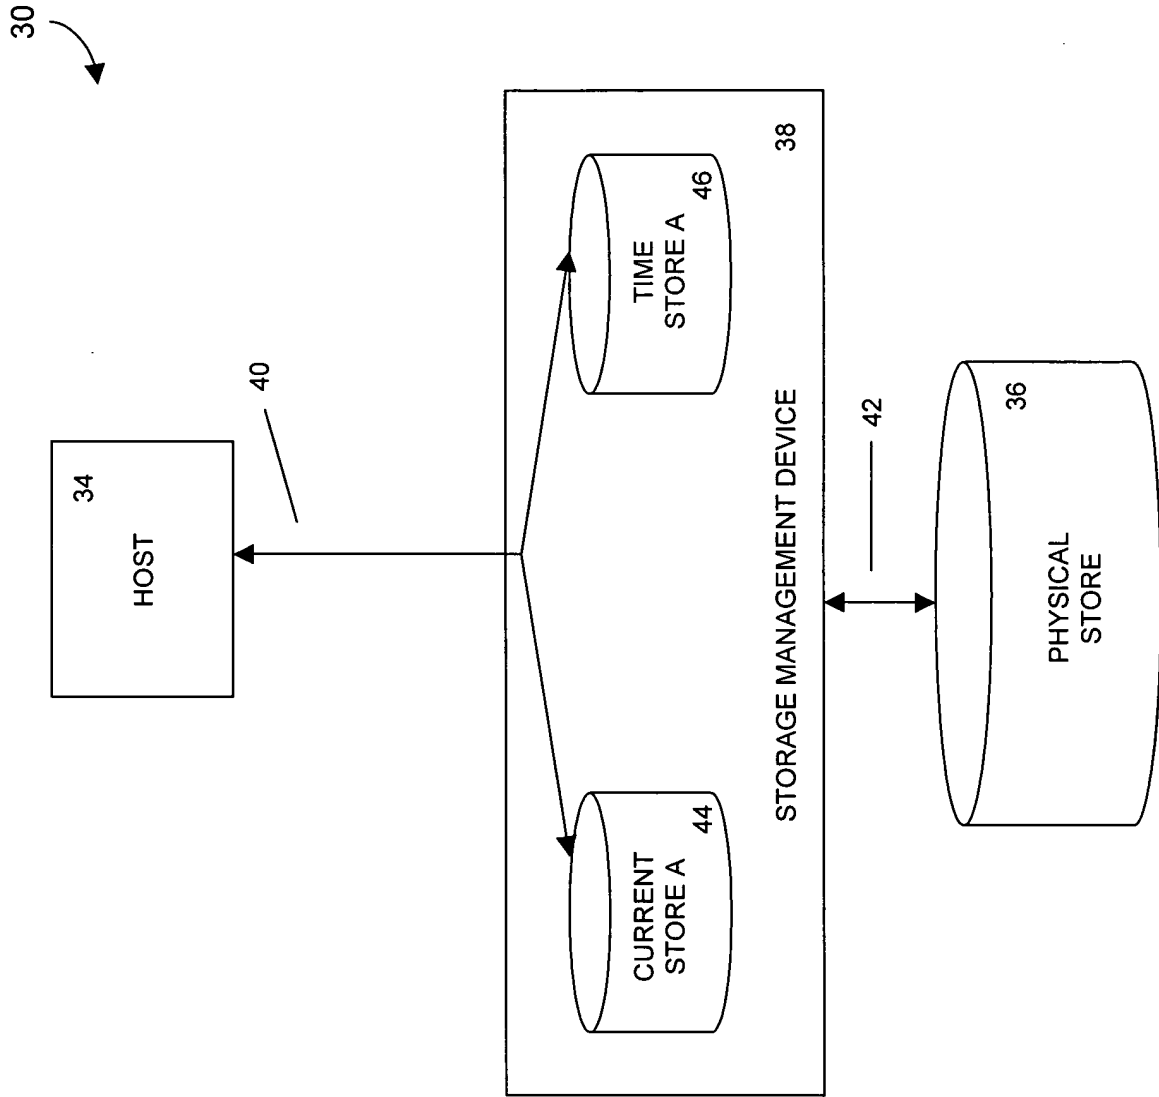 30
34
HOST
40
TIME
STORE A
46
38
CURRENT
STORE A
44
STORAGE MANAGEMENT DEVICE
42
36
PHYSICAL
STORE